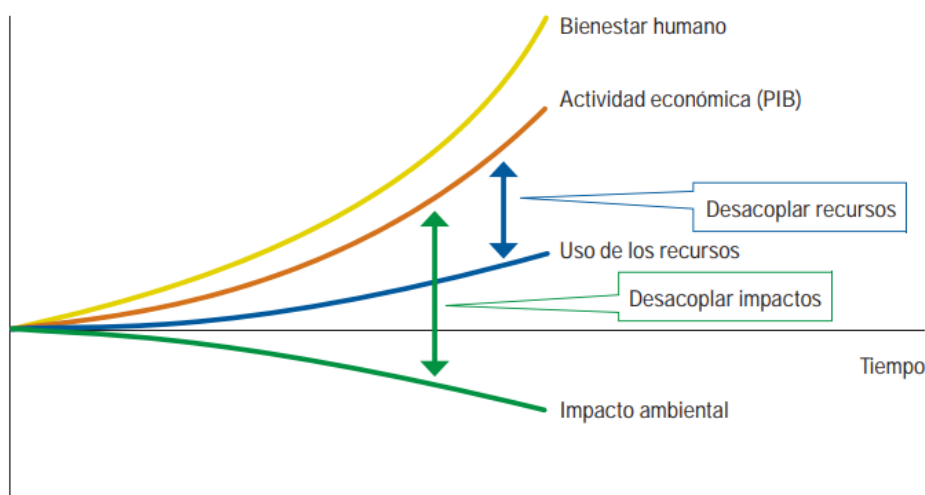 Bienestar humano
Actividad económica (PIB)
Desacoplar recursos
Uso de los recursos
Desacoplar impactos
Tiempo
Impacto ambiental